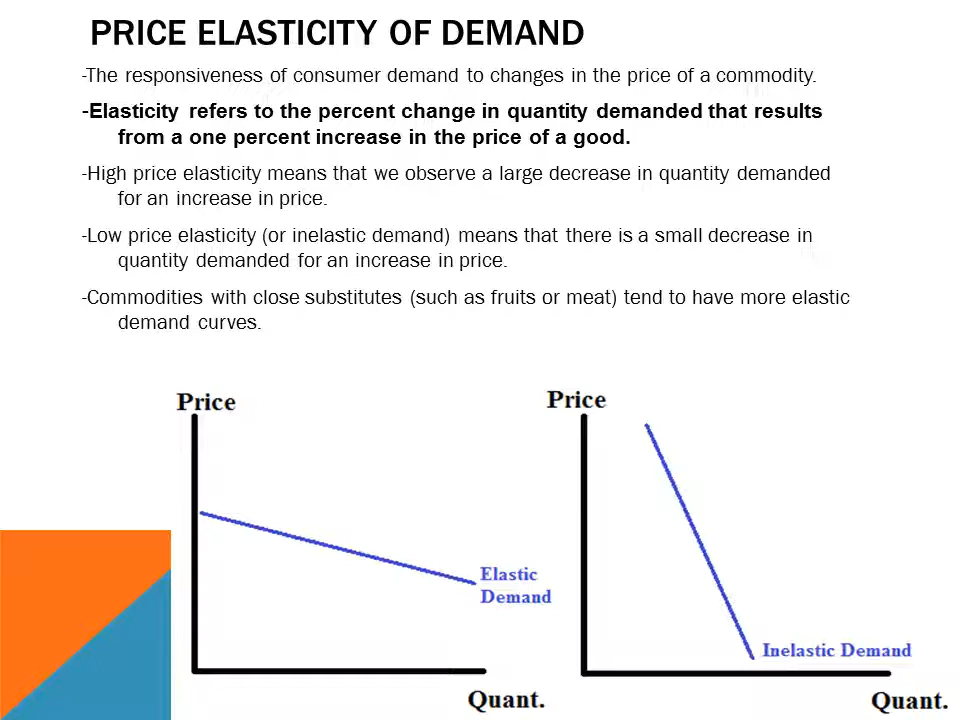 PRICE ELASTICITY OF DEMAND
-The responsiveness of consumer demand to changes in the price of a commodity.
-Elasticity refers to the percent change in quantity demanded that results
from a one percent increase in the price of a good.
-High price elasticity means that we observe a large decrease in quantity demanded
for an increase in price.
-Low price elasticity (or inelastic demand) means that there is a small decrease in
quantity demanded for an increase in price.
-Commodities with close substitutes (such as fruits or meat) tend to have more elastic
demand curves.
Price
Elastic
Demand
Quant.
Price
Inelastic Demand
Quant.